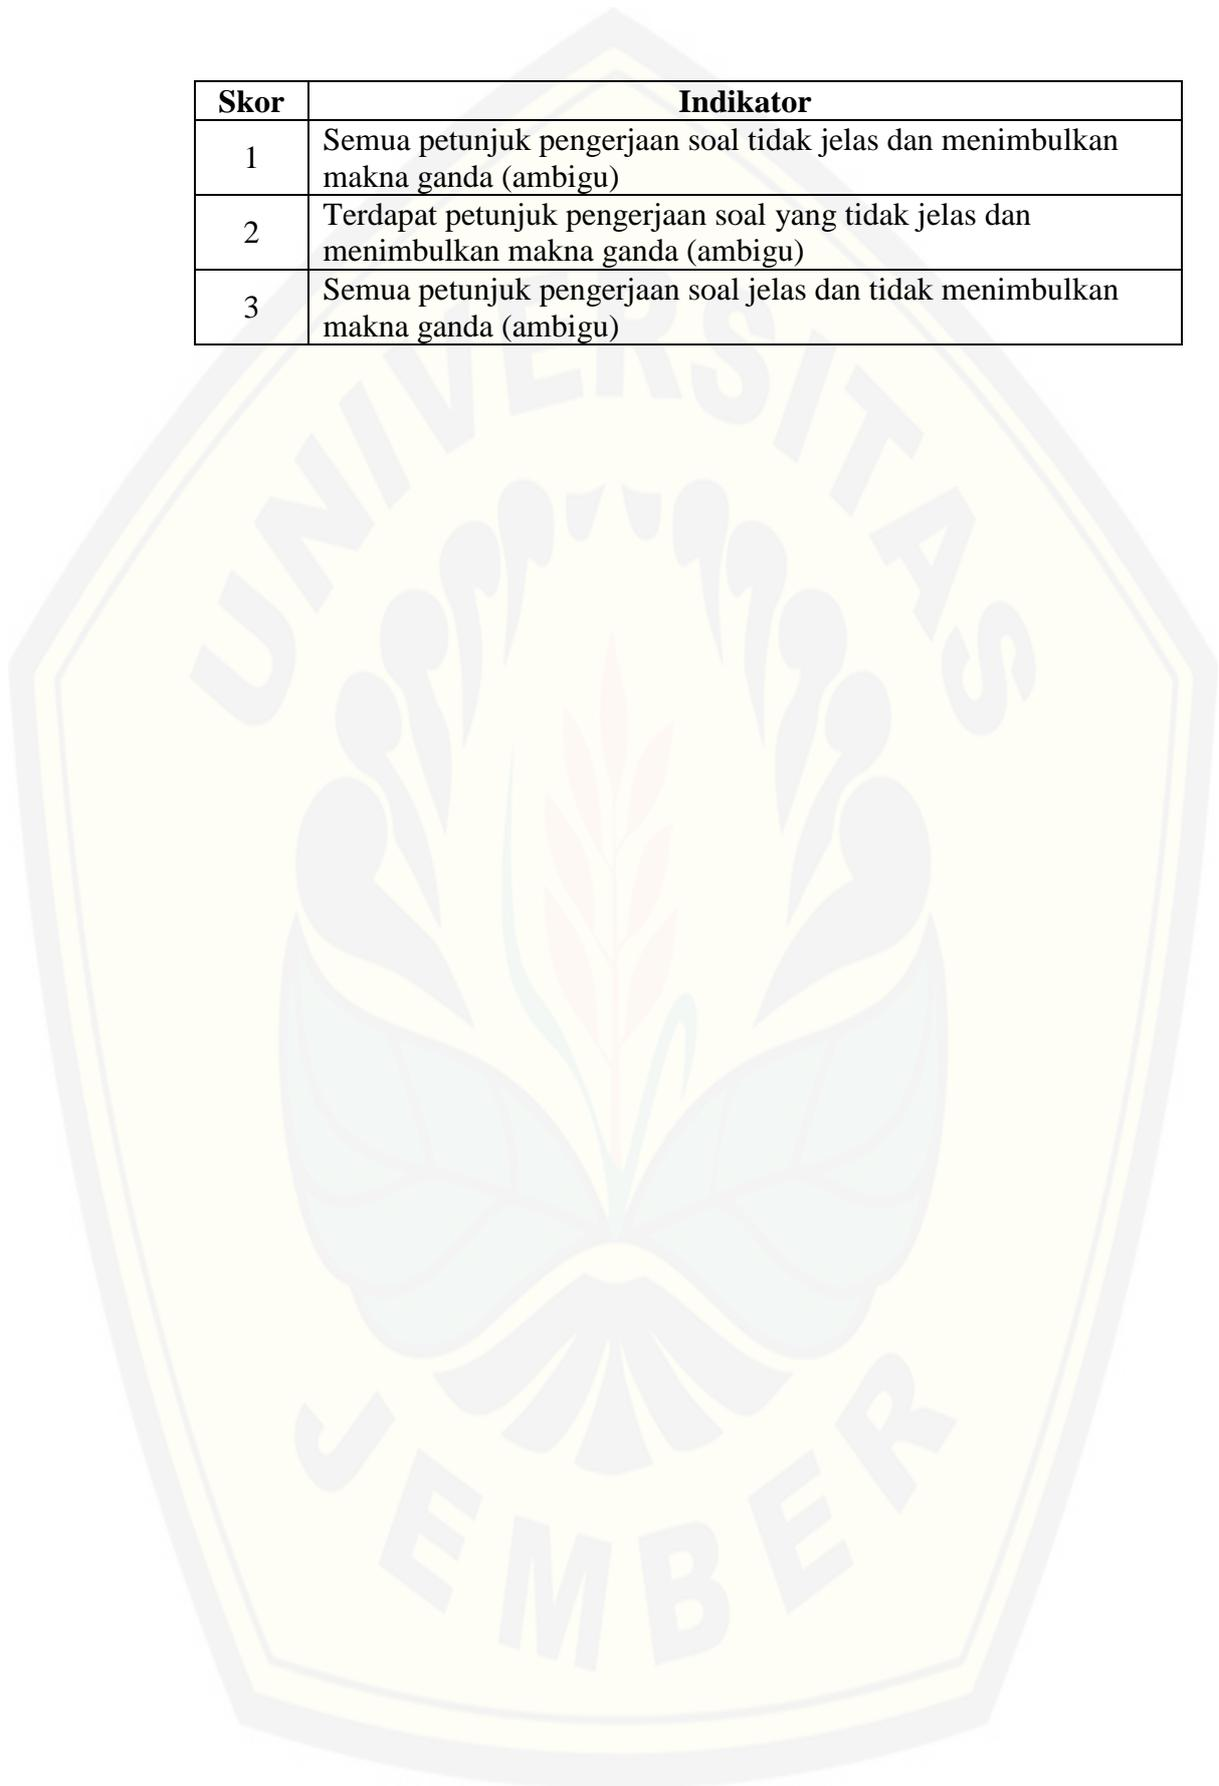 Skor Indikator
1 Semua petunjuk pengerjaan soal tidak jelas dan menimbulkan
makna ganda (ambigu)
2 Terdapat petunjuk pengerjaan soal yang tidak jelas dan
menimbulkan makna ganda (ambigu)
3 Semua petunjuk pengerjaan soal jelas dan tidak menimbulkan
makna ganda (ambigu)
UNIVERSITAS
JEMBER